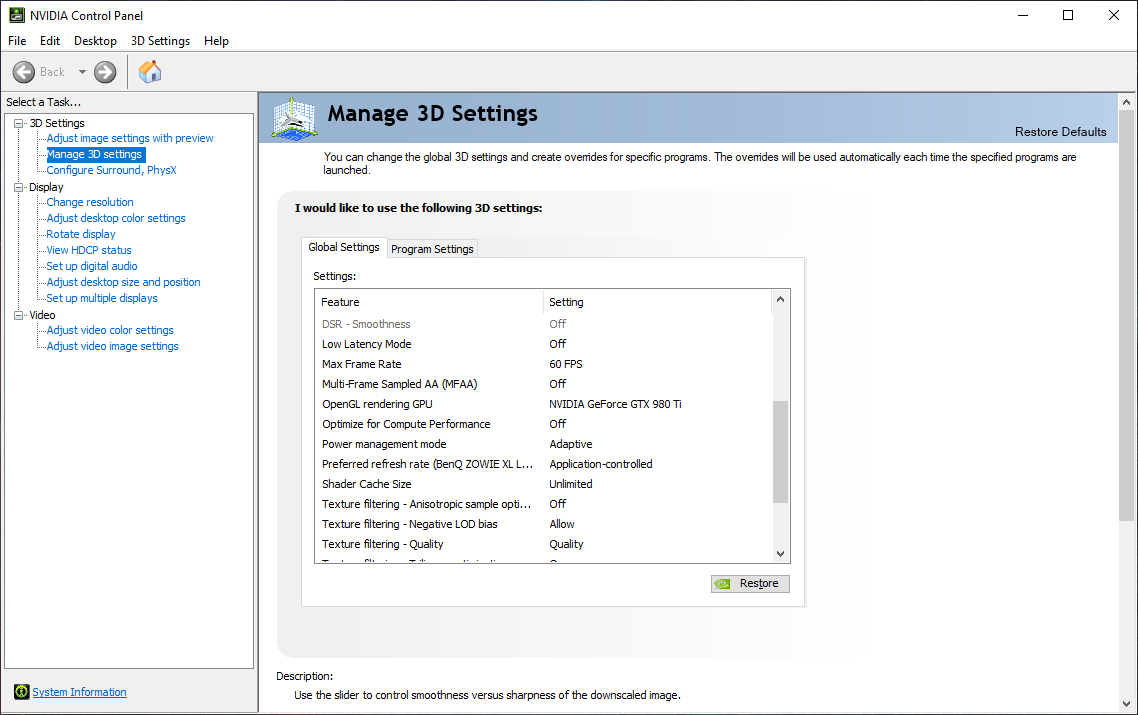 NVIDIA Control Panel
File Edit Desktop 3D Settings Help
Back
Select a Task...
3D Settings
Adjust image settings with preview
Manage 3D settings
Configure Surround, PhysX
Display
Change resolution
Adjust desktop color settings
Rotate display
View HDCP status
Set up digital audio
Adjust desktop size and position
Set up multiple displays
Video
Adjust video color settings
Adjust video image settings
System Information
Manage 3D Settings
Restore Defaults
You can change the global 3D settings and create overrides for specific programs. The overrides will be used automatically each time the specified programs are
launched.
I would like to use the following 3D settings:
Global Settings Program Settings
Settings:
Feature Setting
DSR - Smoothness Off
Low Latency Mode Off
Max Frame Rate 60 FPS
Multi-Frame Sampled AA (MFAA) Off
OpenGL rendering GPU NVIDIA GeForce GTX 980 Ti
Optimize for Compute Performance Off
Power management mode Adaptive
Preferred refresh rate (BenQ ZOWIE XL L... Application-controlled
Shader Cache Size Unlimited
Texture filtering - Anisotropic sample opti... Off
Texture filtering - Negative LOD bias Allow
Texture filtering - Quality Quality
Restore
Description:
Use the slider to control smoothness versus sharpness of the downscaled image.